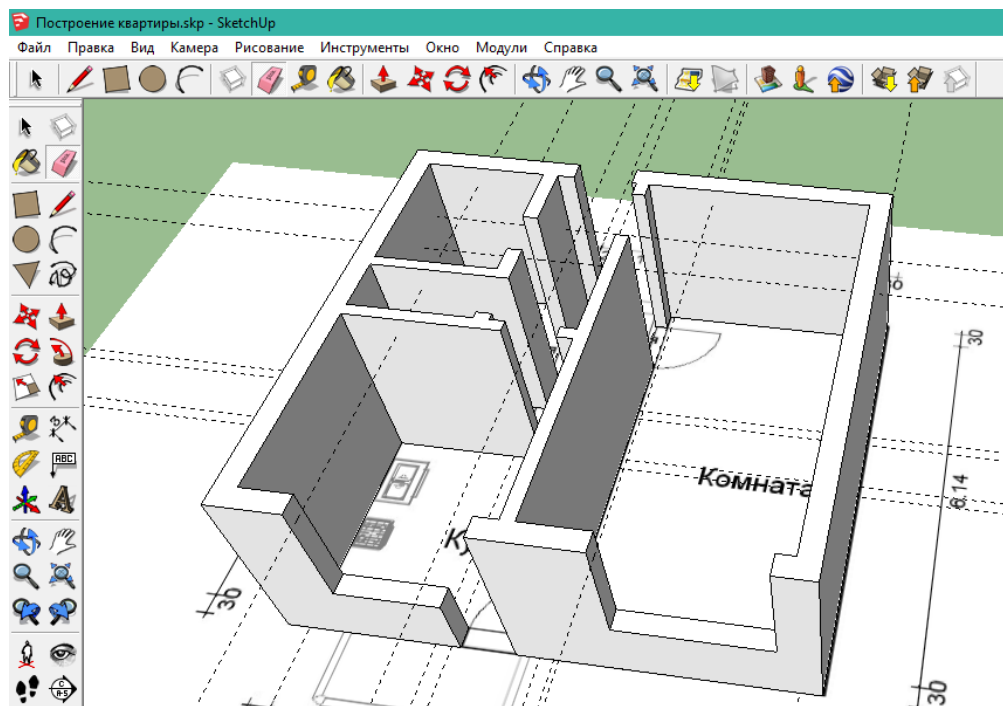 Построение квартиры.skp - SketchUp
Файл Правка Вид Камера Рисование Инструменты Окно Модули Справка
30
ABC
Комната
6.14
Ку
30
30